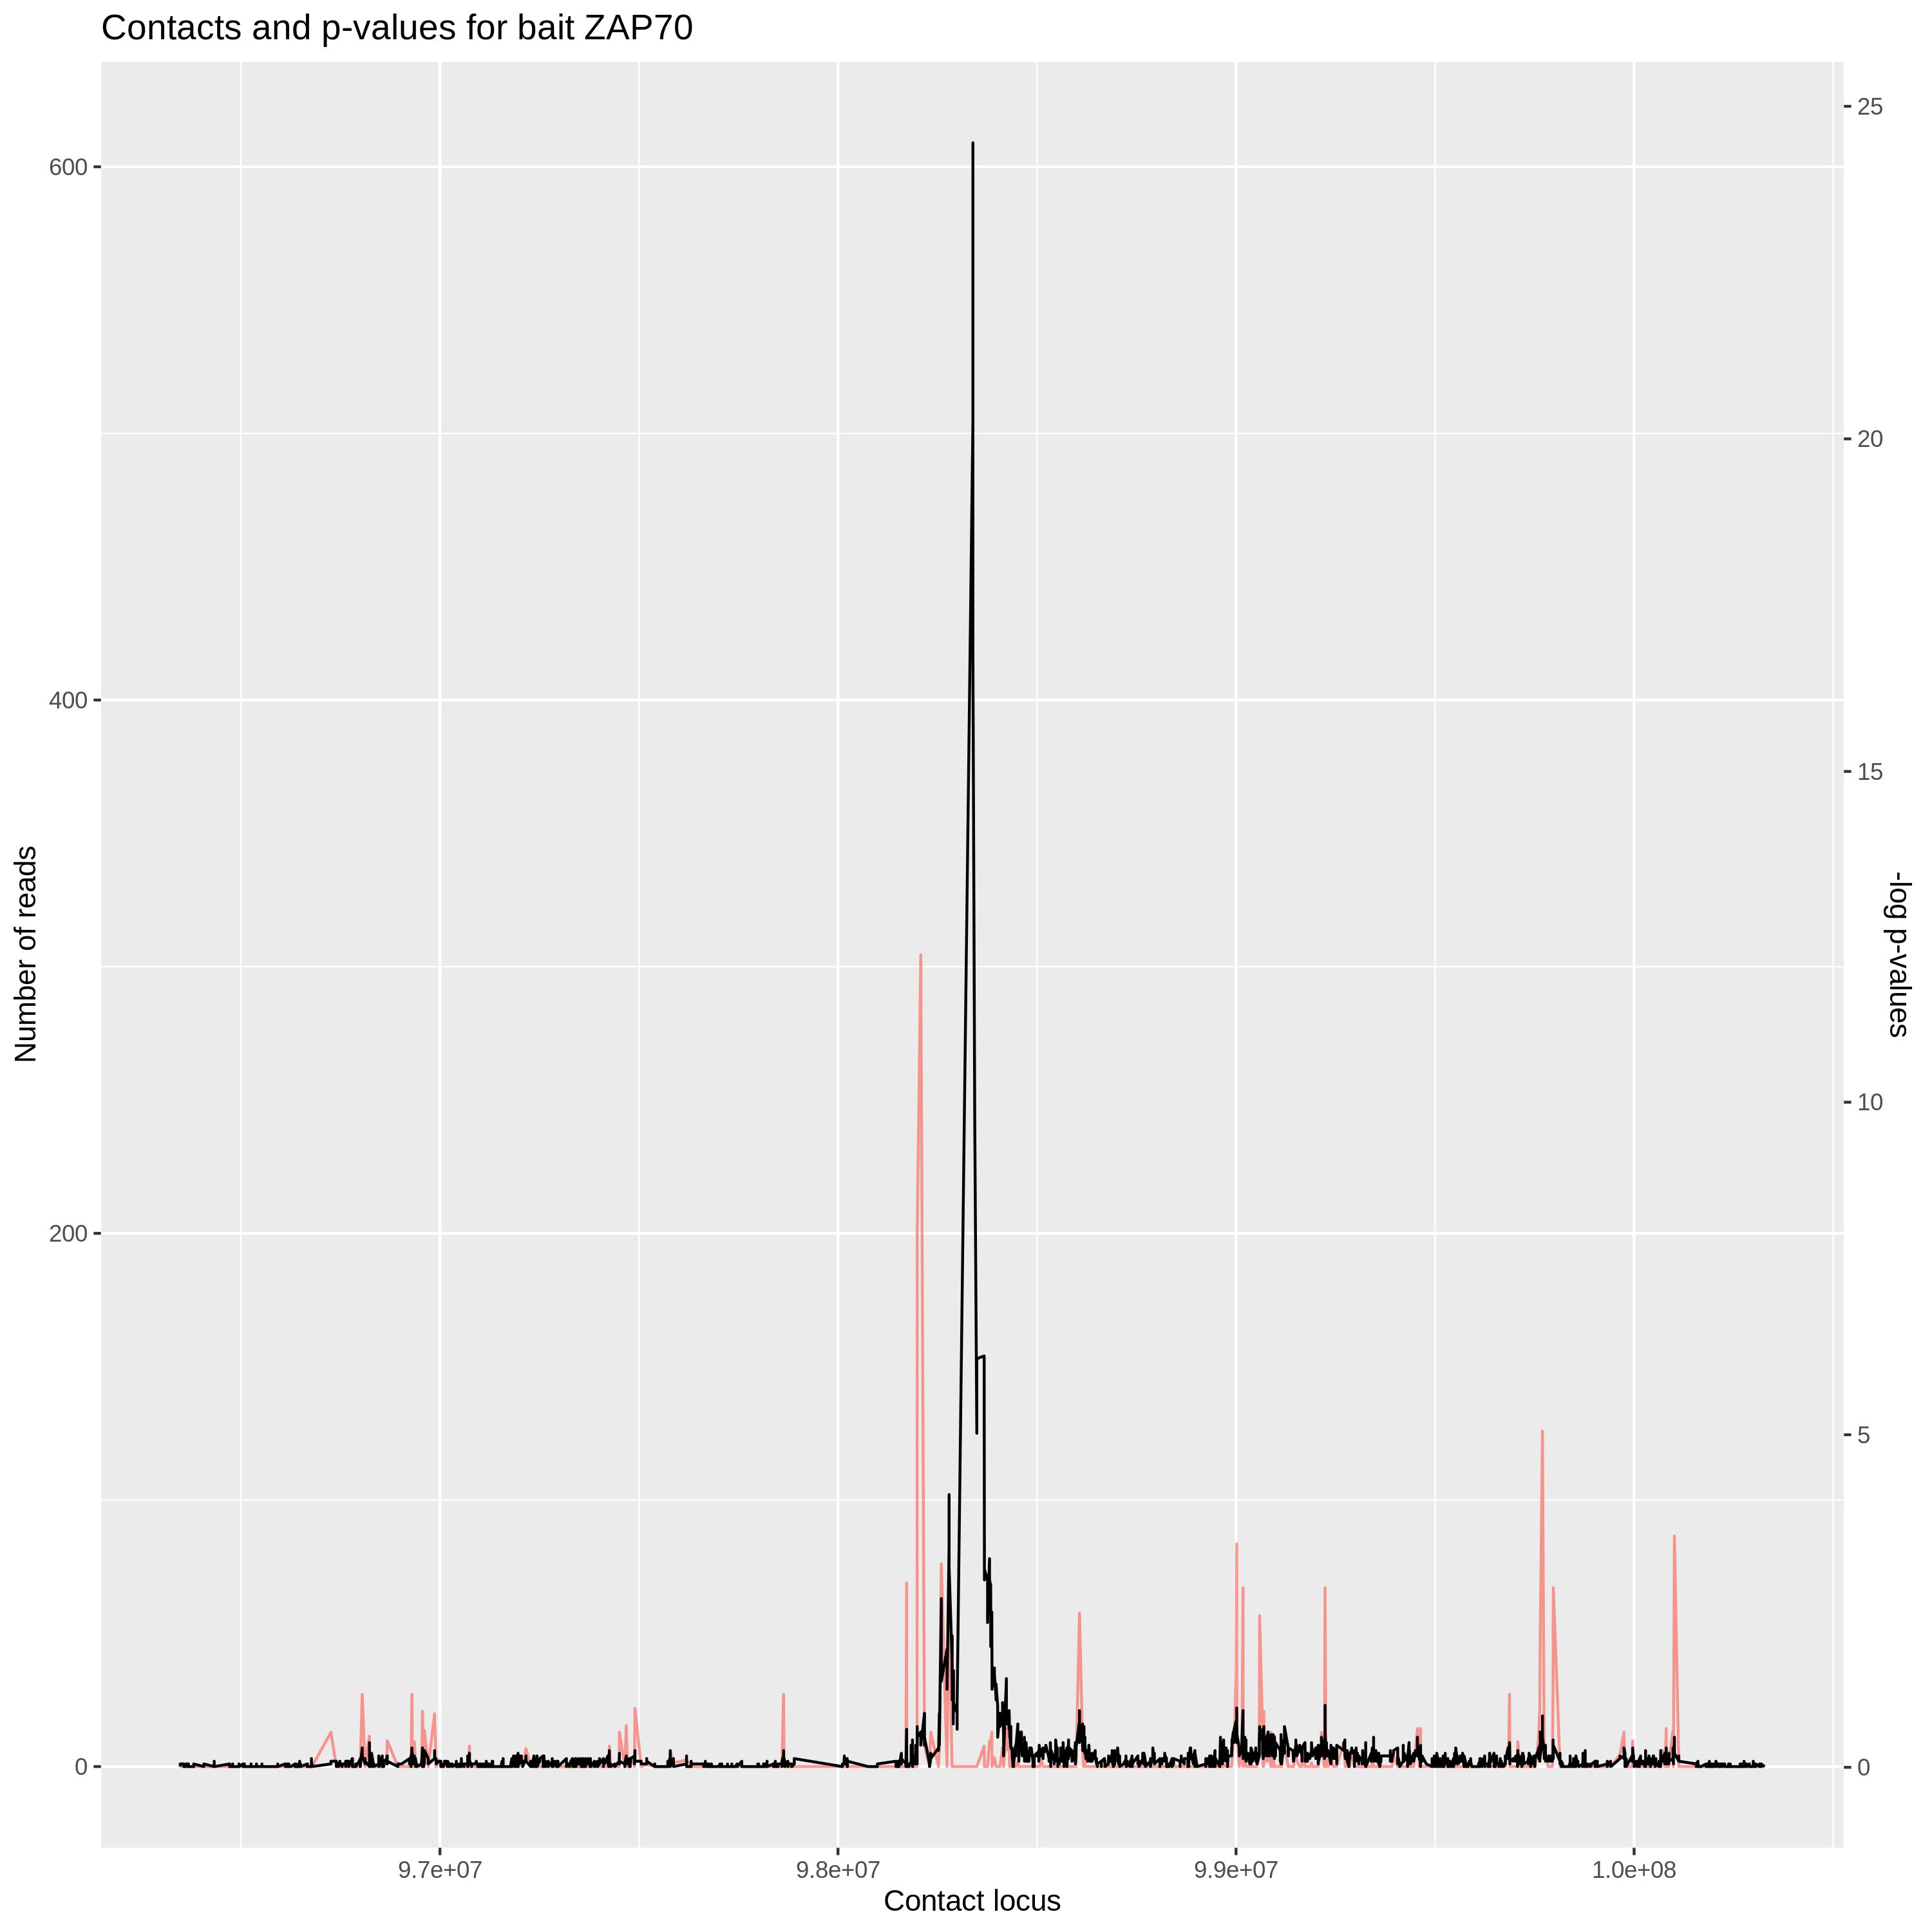 Contacts and p-values for bait ZAP70
600
400
200
0
Number of reads
25
20
15
10
5
0
-log p-values
9.7e+07
9.8e+07
9.9e+07
1.0e+08
Contact locus